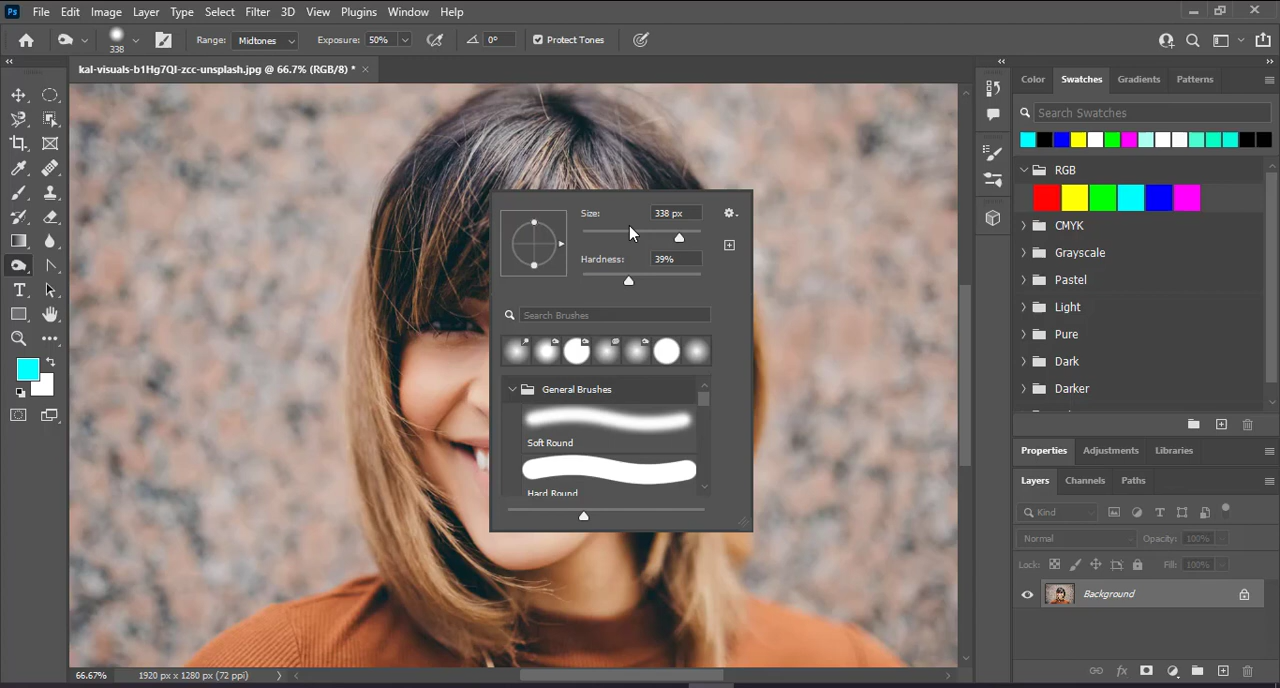 Ps File Edit Image Layer Type Select Filter 3D View Plugins Window Help
338 Range: Midtones Exposure: 50% 0° Protect Tones
kal-visuals-b1Hg7QI-zcc-unsplash.jpg @ 66.7% (RGB/8) *
Color Swatches Gradients Patterns
Search Swatches
RGB
CMYK
Grayscale
Pastel
Light
Pure
Dark
Darker
Size: 338 px
Hardness: 39%
Search Brushes
General Brushes
Soft Round
Hard Round
Properties Adjustments Libraries
Layers Channels Paths
Kind
Normal Opacity: 100%
Lock: Fill: 100%
Background
66.67% 1920 px x 1280 px (72 ppi)